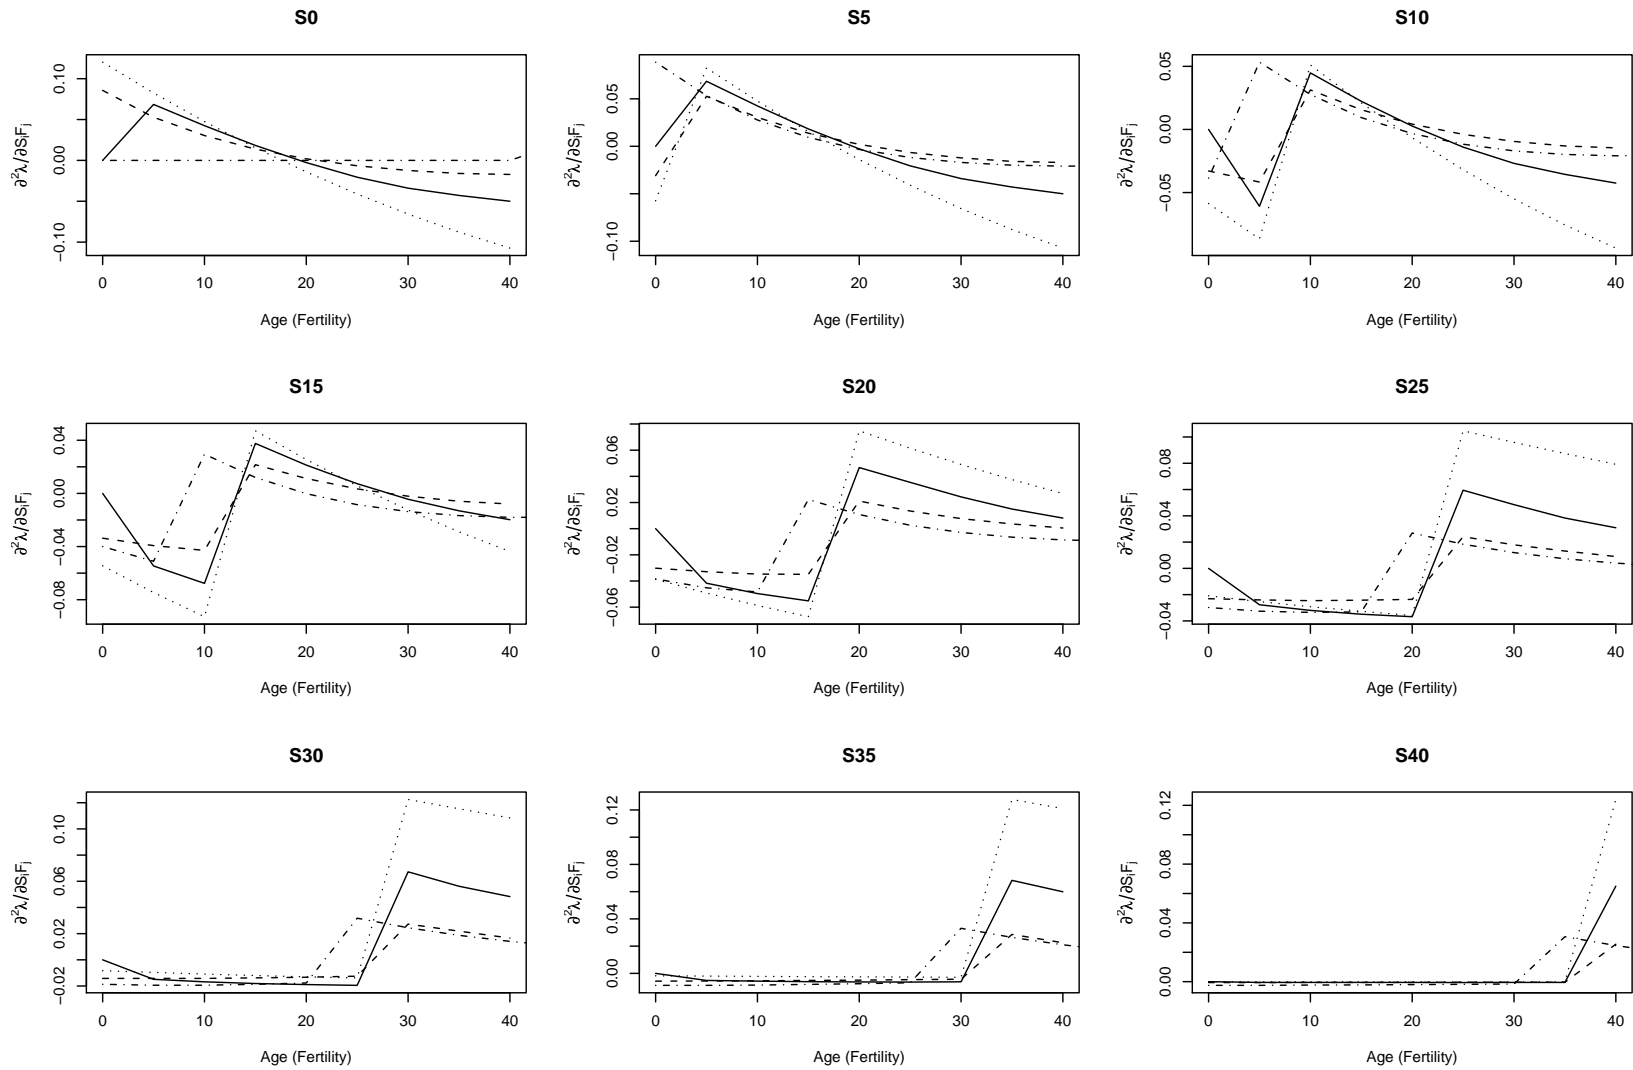 S0
∂²λ/∂SᵢFⱼ
0.10
0.00
−0.10
0 10 20 30 40
Age (Fertility)
S5
∂²λ/∂SᵢFⱼ
0.05
0.00
−0.10
0 10 20 30 40
Age (Fertility)
S10
∂²λ/∂SᵢFⱼ
0.05
0.00
−0.05
0 10 20 30 40
Age (Fertility)
S15
∂²λ/∂SᵢFⱼ
0.04
0.00
−0.04
−0.08
0 10 20 30 40
Age (Fertility)
S20
∂²λ/∂SᵢFⱼ
0.06
0.02
−0.02
−0.06
0 10 20 30 40
Age (Fertility)
S25
∂²λ/∂SᵢFⱼ
0.08
0.04
0.00
−0.04
0 10 20 30 40
Age (Fertility)
S30
∂²λ/∂SᵢFⱼ
0.10
0.06
0.02
−0.02
0 10 20 30 40
Age (Fertility)
S35
∂²λ/∂SᵢFⱼ
0.12
0.08
0.04
0.00
0 10 20 30 40
Age (Fertility)
S40
∂²λ/∂SᵢFⱼ
0.12
0.08
0.04
0.00
0 10 20 30 40
Age (Fertility)